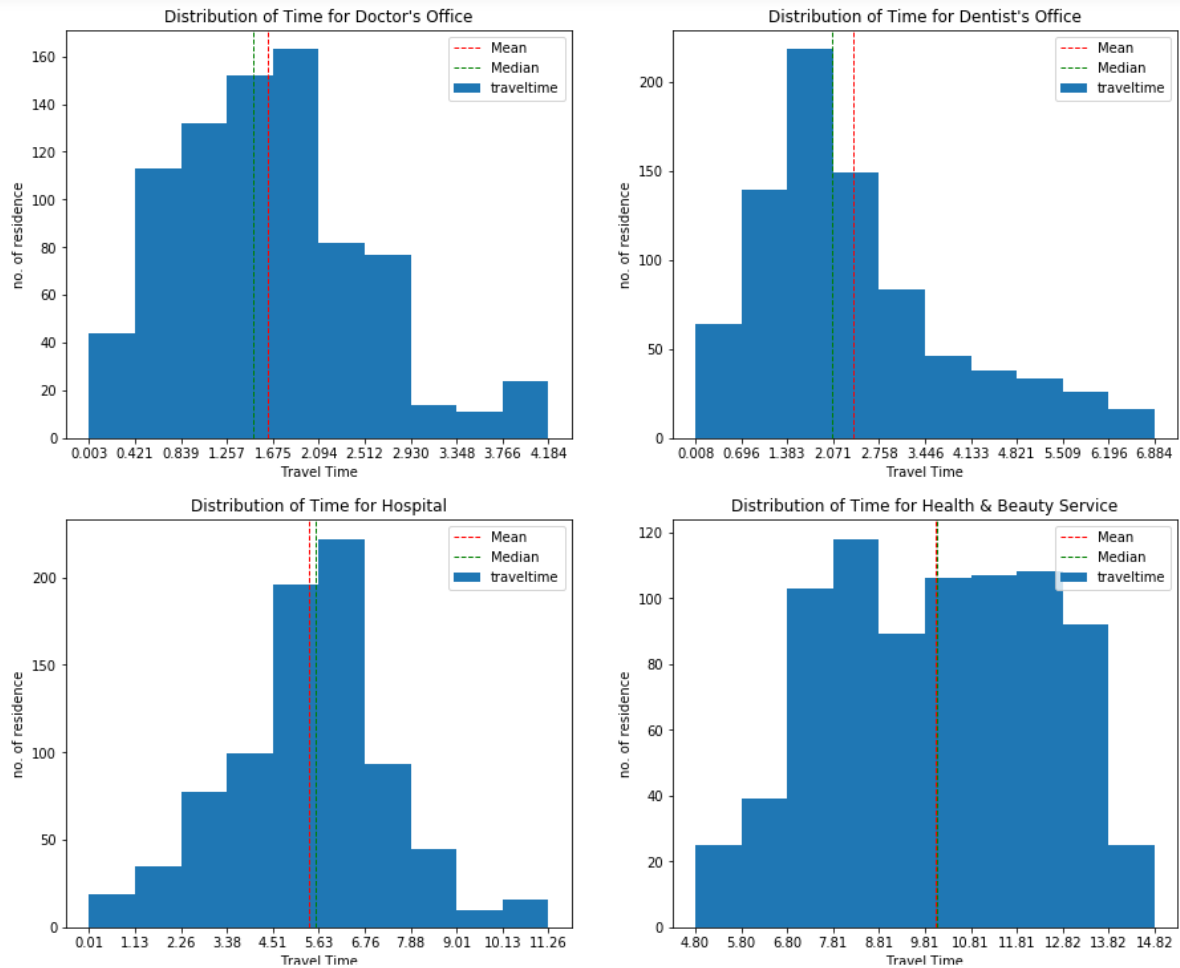 Distribution of Time for Doctor's Office
Mean
Median
traveltime
160
140
120
100
80
60
40
20
0
no. of residence
0.003 0.421 0.839 1.257 1.675 2.094 2.512 2.930 3.348 3.766 4.184
Travel Time
Distribution of Time for Dentist's Office
Mean
Median
traveltime
200
150
100
50
0
no. of residence
0.008 0.696 1.383 2.071 2.758 3.446 4.133 4.821 5.509 6.196 6.884
Travel Time
Distribution of Time for Hospital
Mean
Median
traveltime
200
150
100
50
0
no. of residence
0.01 1.13 2.26 3.38 4.51 5.63 6.76 7.88 9.01 10.13 11.26
Travel Time
Distribution of Time for Health & Beauty Service
Mean
Median
traveltime
120
100
80
60
40
20
0
no. of residence
4.80 5.80 6.80 7.81 8.81 9.81 10.81 11.81 12.82 13.82 14.82
Travel Time